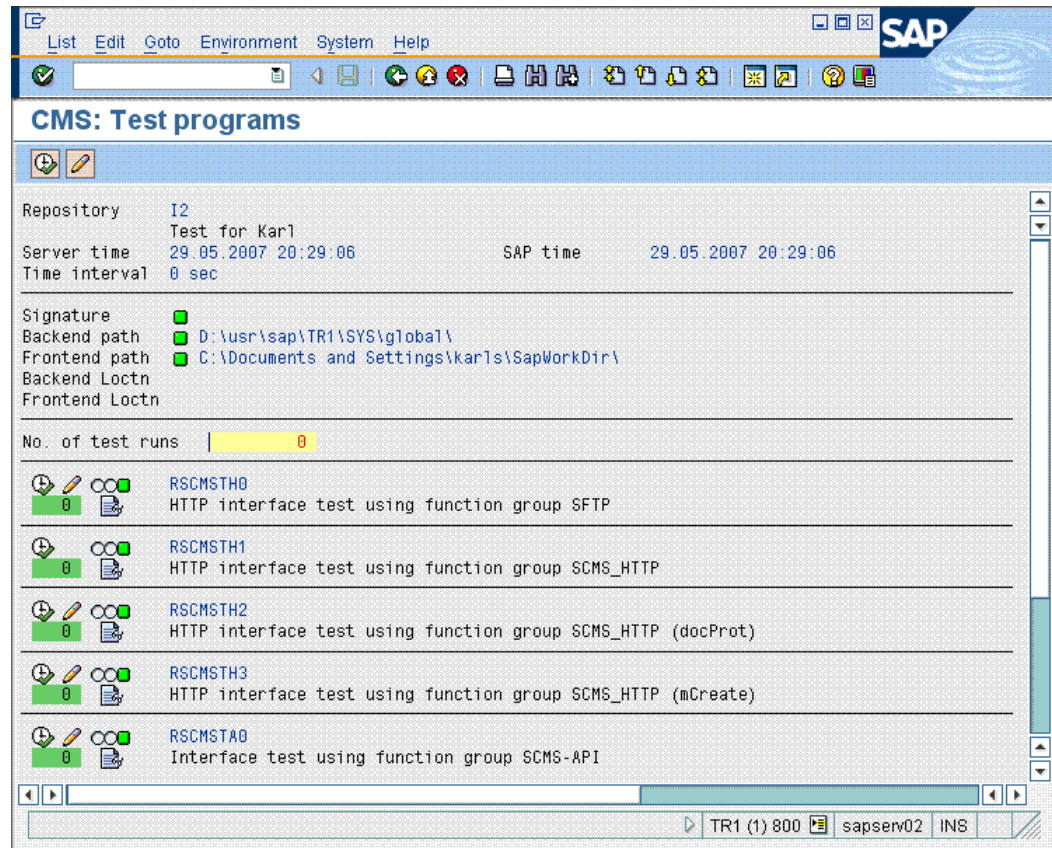 List Edit Goto Environment System Help
SAP
CMS: Test programs
Repository I2
Test for Karl
Server time 29.05.2007 20:29:06 SAP time 29.05.2007 20:29:06
Time interval 0 sec
Signature
Backend path D:\usr\sap\TR1\SYS\global\
Frontend path C:\Documents and Settings\karls\SapWorkDir\
Backend Loctn
Frontend Loctn
No. of test runs 0
RSCMSTH0
0 HTTP interface test using function group SFTP
RSCMSTH1
0 HTTP interface test using function group SCMS_HTTP
RSCMSTH2
0 HTTP interface test using function group SCMS_HTTP (docProt)
RSCMSTH3
0 HTTP interface test using function group SCMS_HTTP (mCreate)
RSCMSTA0
0 Interface test using function group SCMS-API
TR1 (1) 800 sapserv02 INS